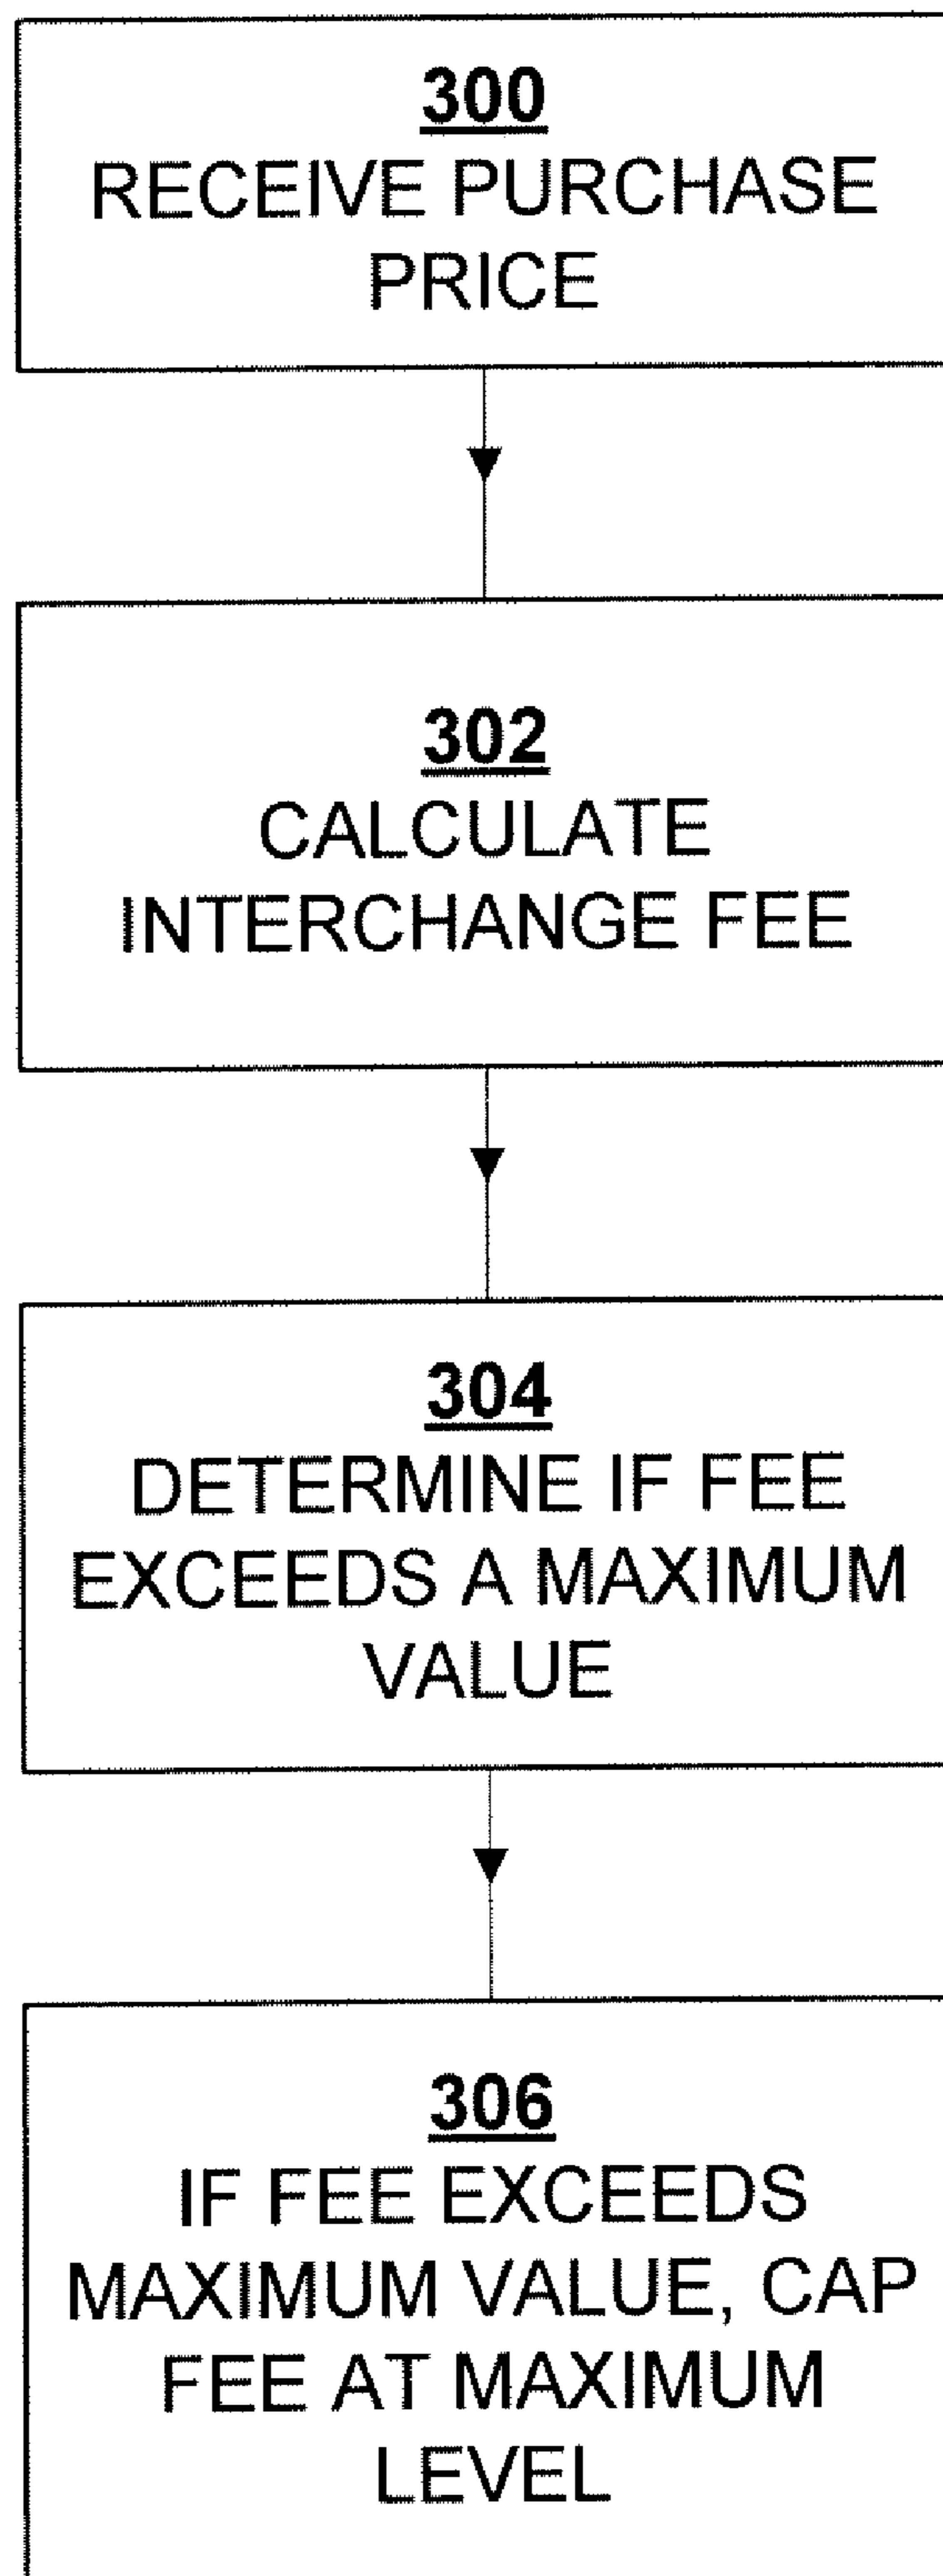 300
RECEIVE PURCHASE
PRICE
302
CALCULATE
INTERCHANGE FEE
304
DETERMINE IF FEE
EXCEEDS A MAXIMUM
VALUE
306
IF FEE EXCEEDS
MAXIMUM VALUE, CAP
FEE AT MAXIMUM
LEVEL